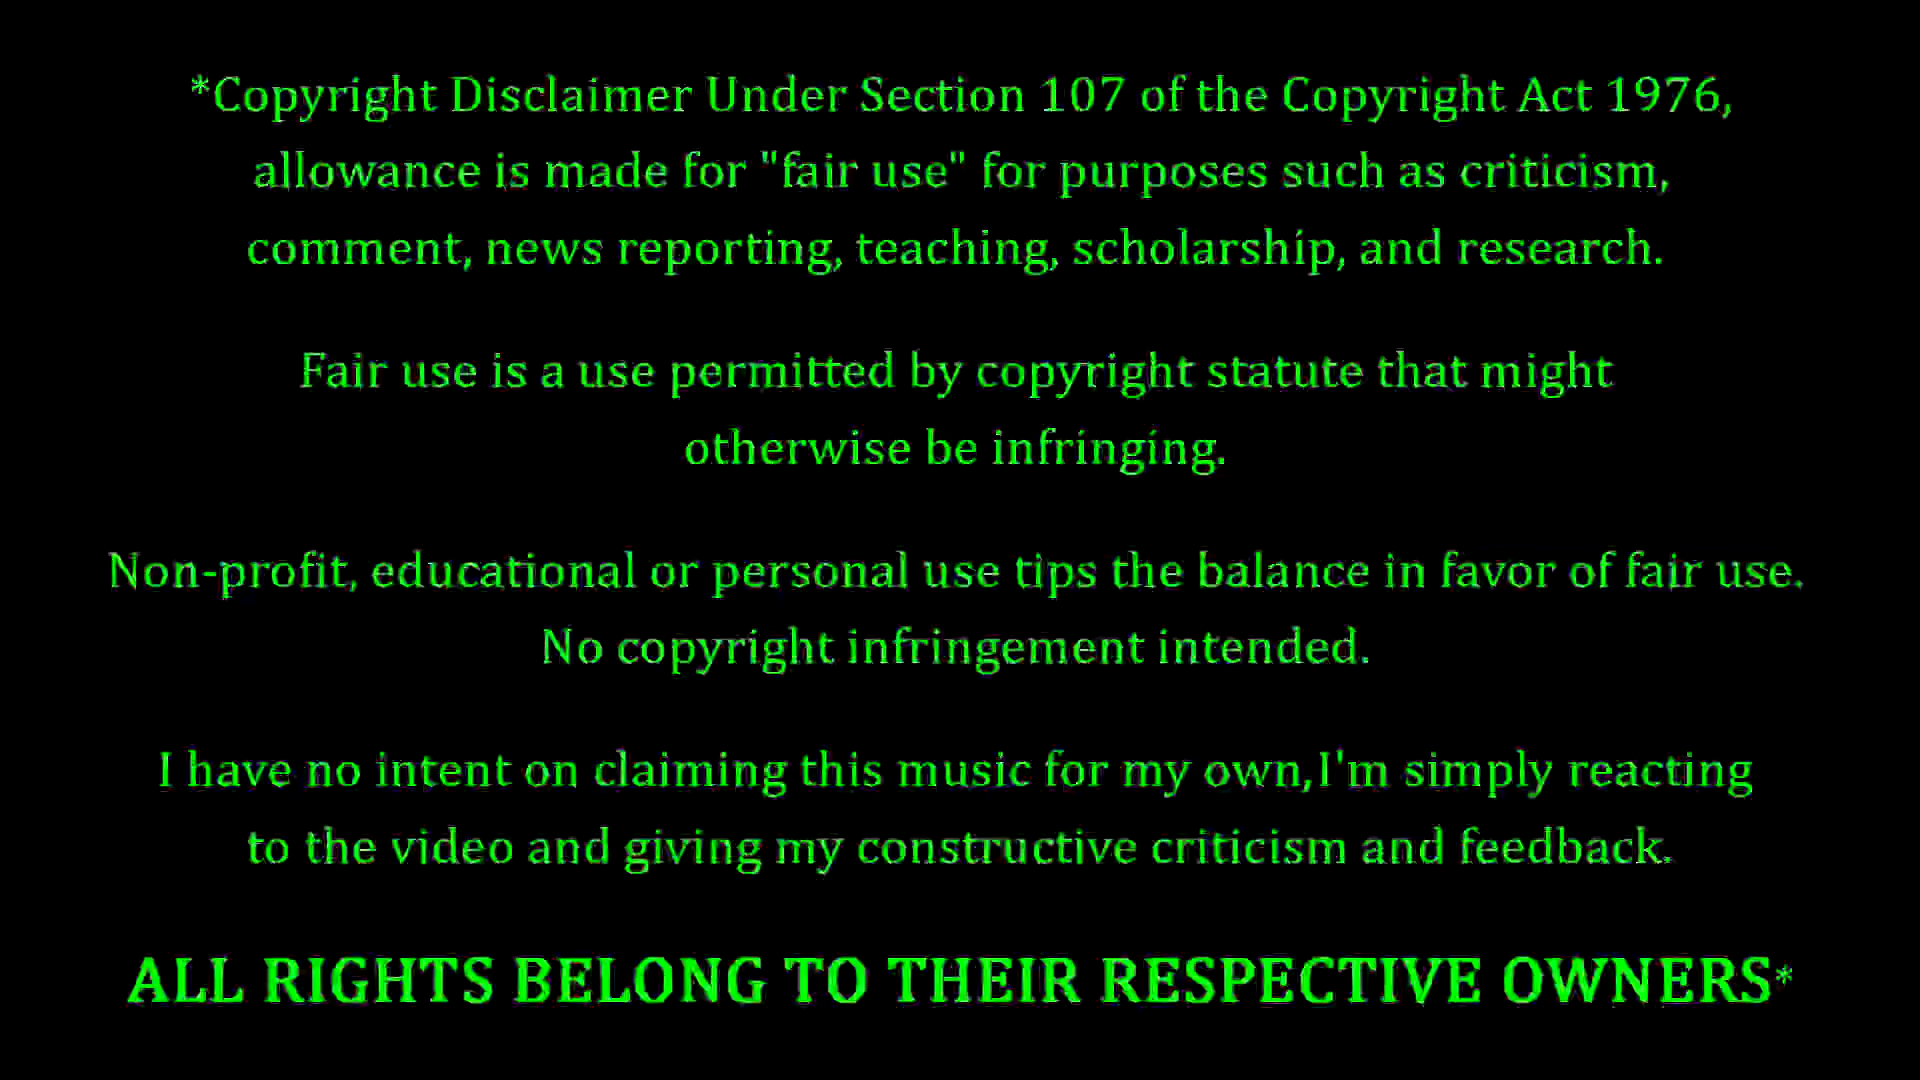 *Copyright Disclaimer Under Section 107 of the Copyright Act 1976,
allowance is made for "fair use" for purposes such as criticism,
comment, news reporting, teaching, scholarship, and research.
Fair use is a use permitted by copyright statute that might
otherwise be infringing.
Non-profit, educational or personal use tips the balance in favor of fair use.
No copyright infringement intended.
I have no intent on claiming this music for my own,I'm simply reacting
to the video and giving my constructive criticism and feedback.
ALL RIGHTS BELONG TO THEIR RESPECTIVE OWNERS*